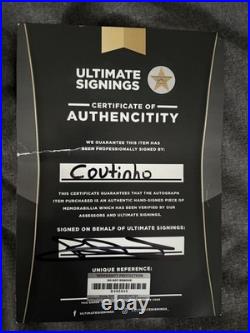 ULTIMATE
SIGNINGS
CERTIFICATE OF
AUTHENCITITY
WE GUARANTEE THIS ITEM HAS
BEEN PROFESSIONALLY SIGNED BY:
Coutinho
THIS CERTIFICATE GUARANTEES THAT THE AUTOGRAPH
ITEM PURCHASED IS AN AUTHENTIC HAND-SIGNED PIECE OF
MEMORABILIA WHICH HAS BEEN VERIFIED BY OUR
ASSESSORS AND ULTIMATE SIGNINGS.
SIGNED ON BEHALF OF ULTIMATE SIGNINGS:
UNIQUE REFERENCE: